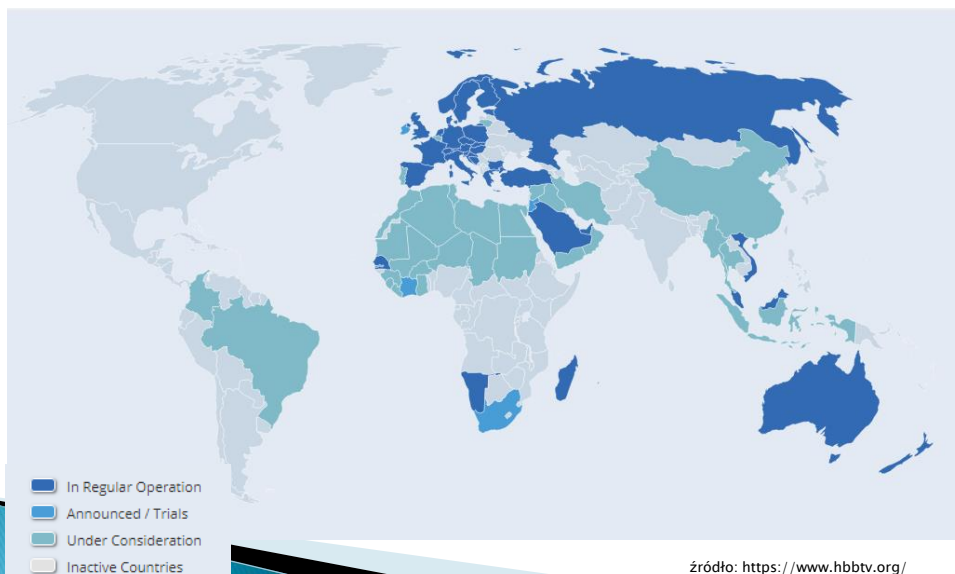 In Regular Operation
Announced / Trials
Under Consideration
Inactive Countries
źródło: https://www.hbbtv.org/